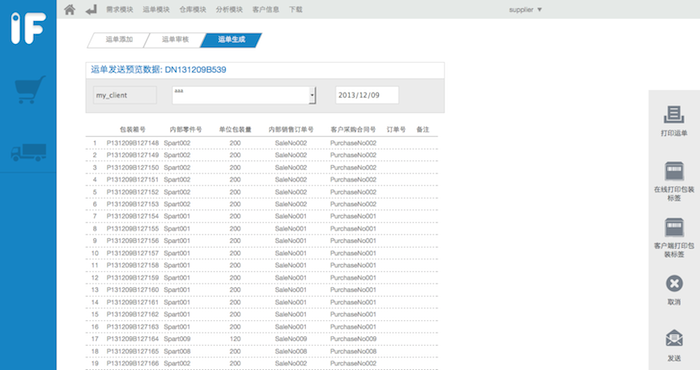 iF
需求模块 运单模块 仓库模块 分析模块 客户信息 下载 supplier
运单添加 运单审核 运单生成
运单发送预览数据: DN131209B539
my_client aaa 2013/12/09
包装箱号 内部零件号 单位包装量 内部销售订单号 客户采购合同号 订单号 备注
1 P131209B127148 Spart002 200 SaleNo002 PurchaseNo002
2 P131209B127149 Spart002 200 SaleNo002 PurchaseNo002
3 P131209B127150 Spart002 200 SaleNo002 PurchaseNo002
4 P131209B127151 Spart002 200 SaleNo002 PurchaseNo002
5 P131209B127152 Spart002 200 SaleNo002 PurchaseNo002
6 P131209B127153 Spart002 200 SaleNo002 PurchaseNo002
7 P131209B127154 Spart001 200 SaleNo001 PurchaseNo001
8 P131209B127155 Spart001 200 SaleNo001 PurchaseNo001
9 P131209B127156 Spart001 200 SaleNo001 PurchaseNo001
10 P131209B127157 Spart001 200 SaleNo001 PurchaseNo001
11 P131209B127158 Spart001 200 SaleNo001 PurchaseNo001
12 P131209B127159 Spart001 200 SaleNo001 PurchaseNo001
13 P131209B127160 Spart001 200 SaleNo001 PurchaseNo001
14 P131209B127161 Spart001 200 SaleNo001 PurchaseNo001
15 P131209B127162 Spart001 200 SaleNo001 PurchaseNo001
16 P131209B127163 Spart001 200 SaleNo001 PurchaseNo001
17 P131209B127164 Spart009 120 SaleNo009 PurchaseNo009
18 P131209B127165 Spart008 200 SaleNo008 PurchaseNo008
19 P131209B127166 Spart002 200 SaleNo002 PurchaseNo002
打印运单
在线打印包装
标签
客户端打印包
装标签
取消
发送